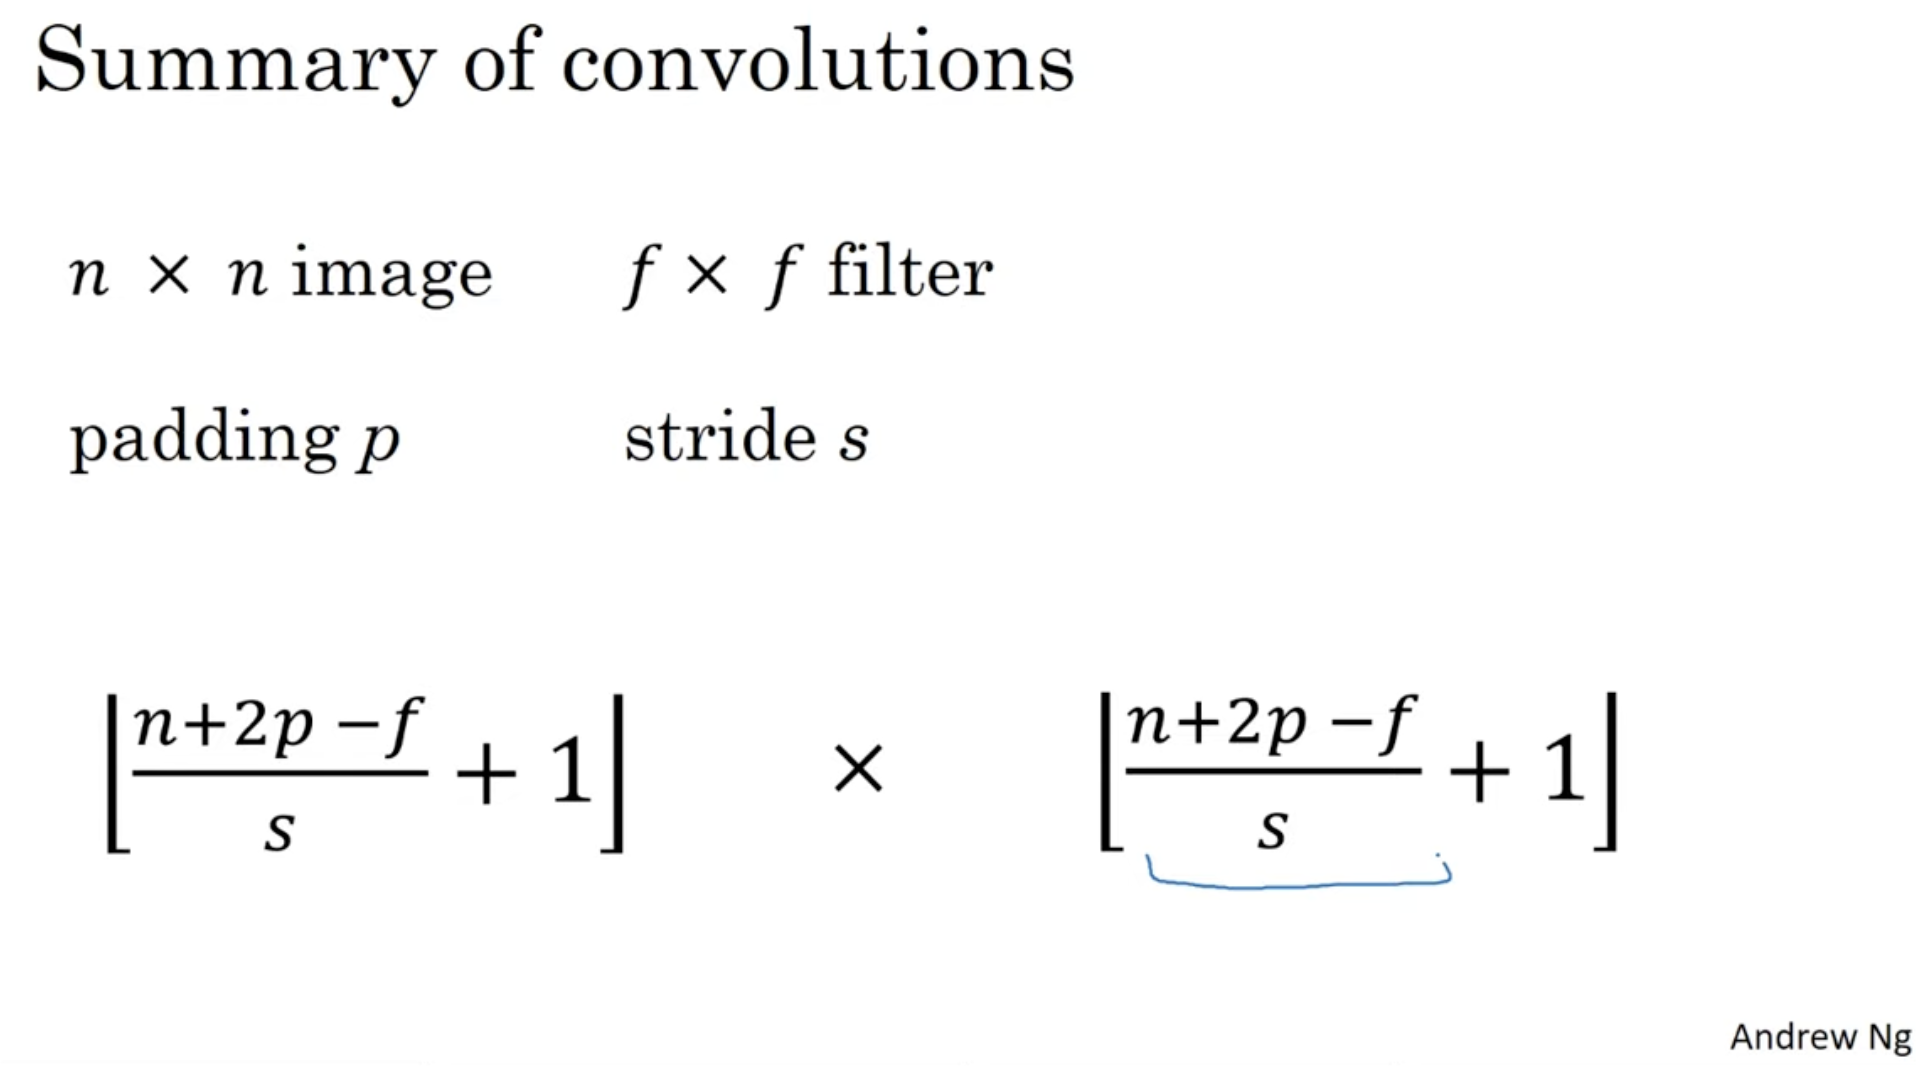 Summary of convolutions
n × n image f × f filter
padding p stride s
⌊(n+2p −f)/s + 1⌋ × ⌊(n+2p −f)/s + 1⌋
Andrew Ng